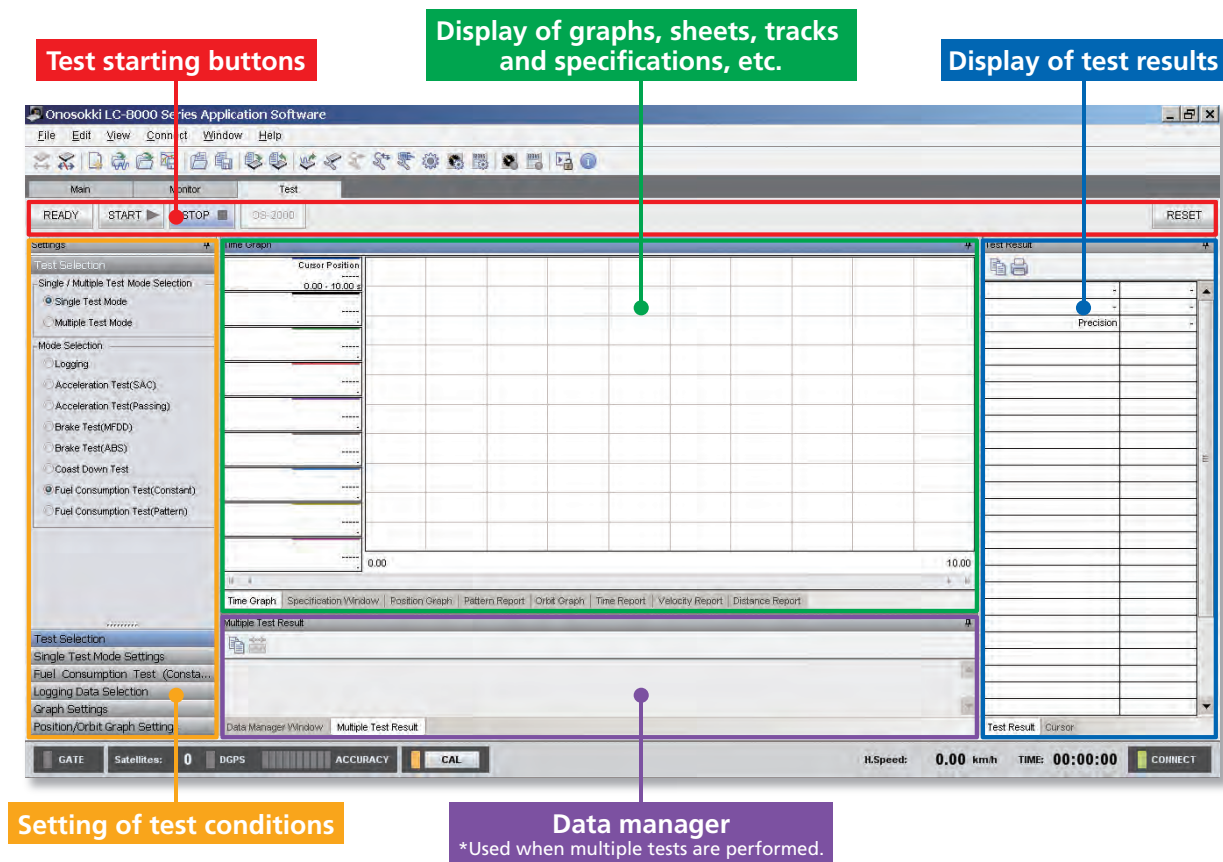 Display of graphs, sheets, tracks
and specifications, etc.
Test starting buttons
Display of test results
Onosokki LC-8000 Series Application Software
File Edit View Connect Window Help
Main Monitor Test
READY START STOP DS-2000 RESET
Settings
Test Selection
Single / Multiple Test Mode Selection
Single Test Mode
Multiple Test Mode
Mode Selection
Logging
Acceleration Test(SAC)
Acceleration Test(Passing)
Brake Test(MFDD)
Brake Test(ABS)
Coast Down Test
Fuel Consumption Test(Constant)
Fuel Consumption Test(Pattern)
Test Selection
Single Test Mode Settings
Fuel Consumption Test (Consta...
Logging Data Selection
Graph Settings
Position/Orbit Graph Setting
Time Graph
Cursor Position
-----
0.00 - 10.00 s
-----
-----
-----
-----
-----
-----
-----
-----
0.00 10.00
Time Graph Specification Window Position Graph Pattern Report Orbit Graph Time Report Velocity Report Distance Report
Multiple Test Result
Data Manager Window Multiple Test Result
Test Result
- -
- -
Precision -
Test Result Cursor
GATE Satellites: 0 DGPS ACCURACY CAL H.Speed: 0.00 km/h TIME: 00:00:00 CONNECT
Setting of test conditions
Data manager
*Used when multiple tests are performed.